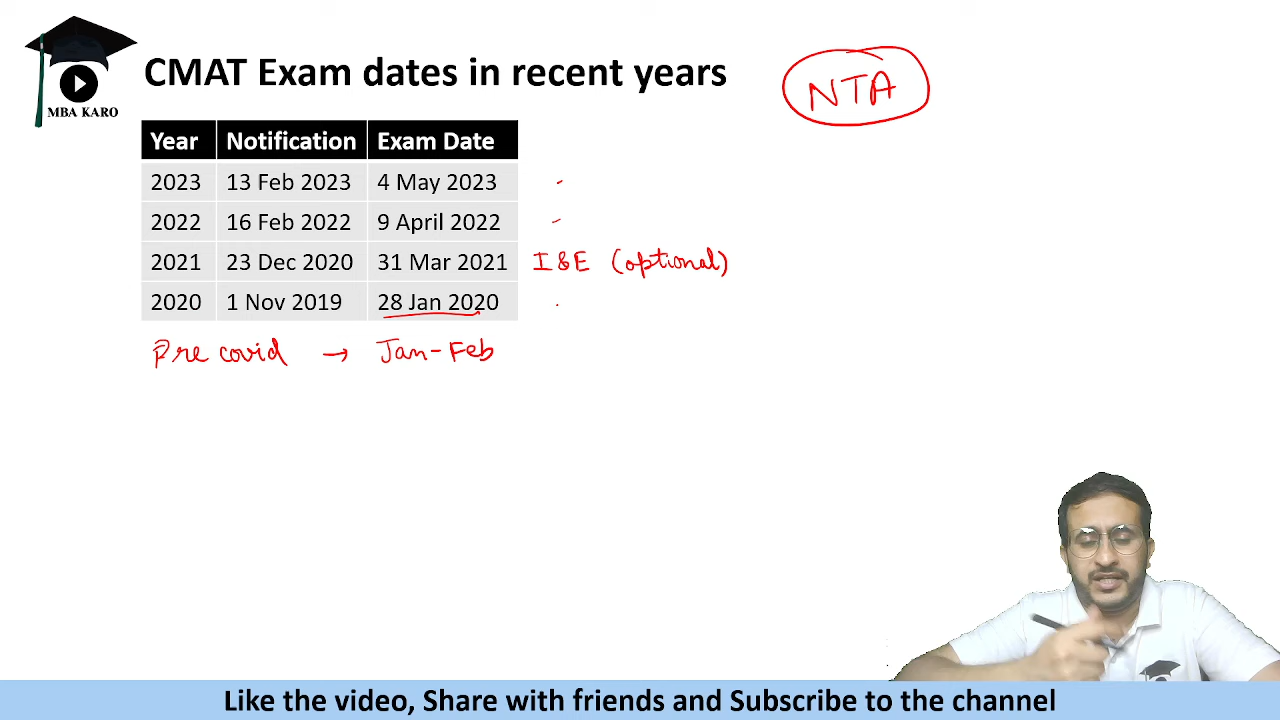 CMAT Exam dates in recent years
NTA
MBA KARO
Year Notification Exam Date
2023 13 Feb 2023 4 May 2023
2022 16 Feb 2022 9 April 2022
2021 23 Dec 2020 31 Mar 2021 I & E (optional)
2020 1 Nov 2019 28 Jan 2020
Pre covid → Jan-Feb
Like the video, Share with friends and Subscribe to the channel